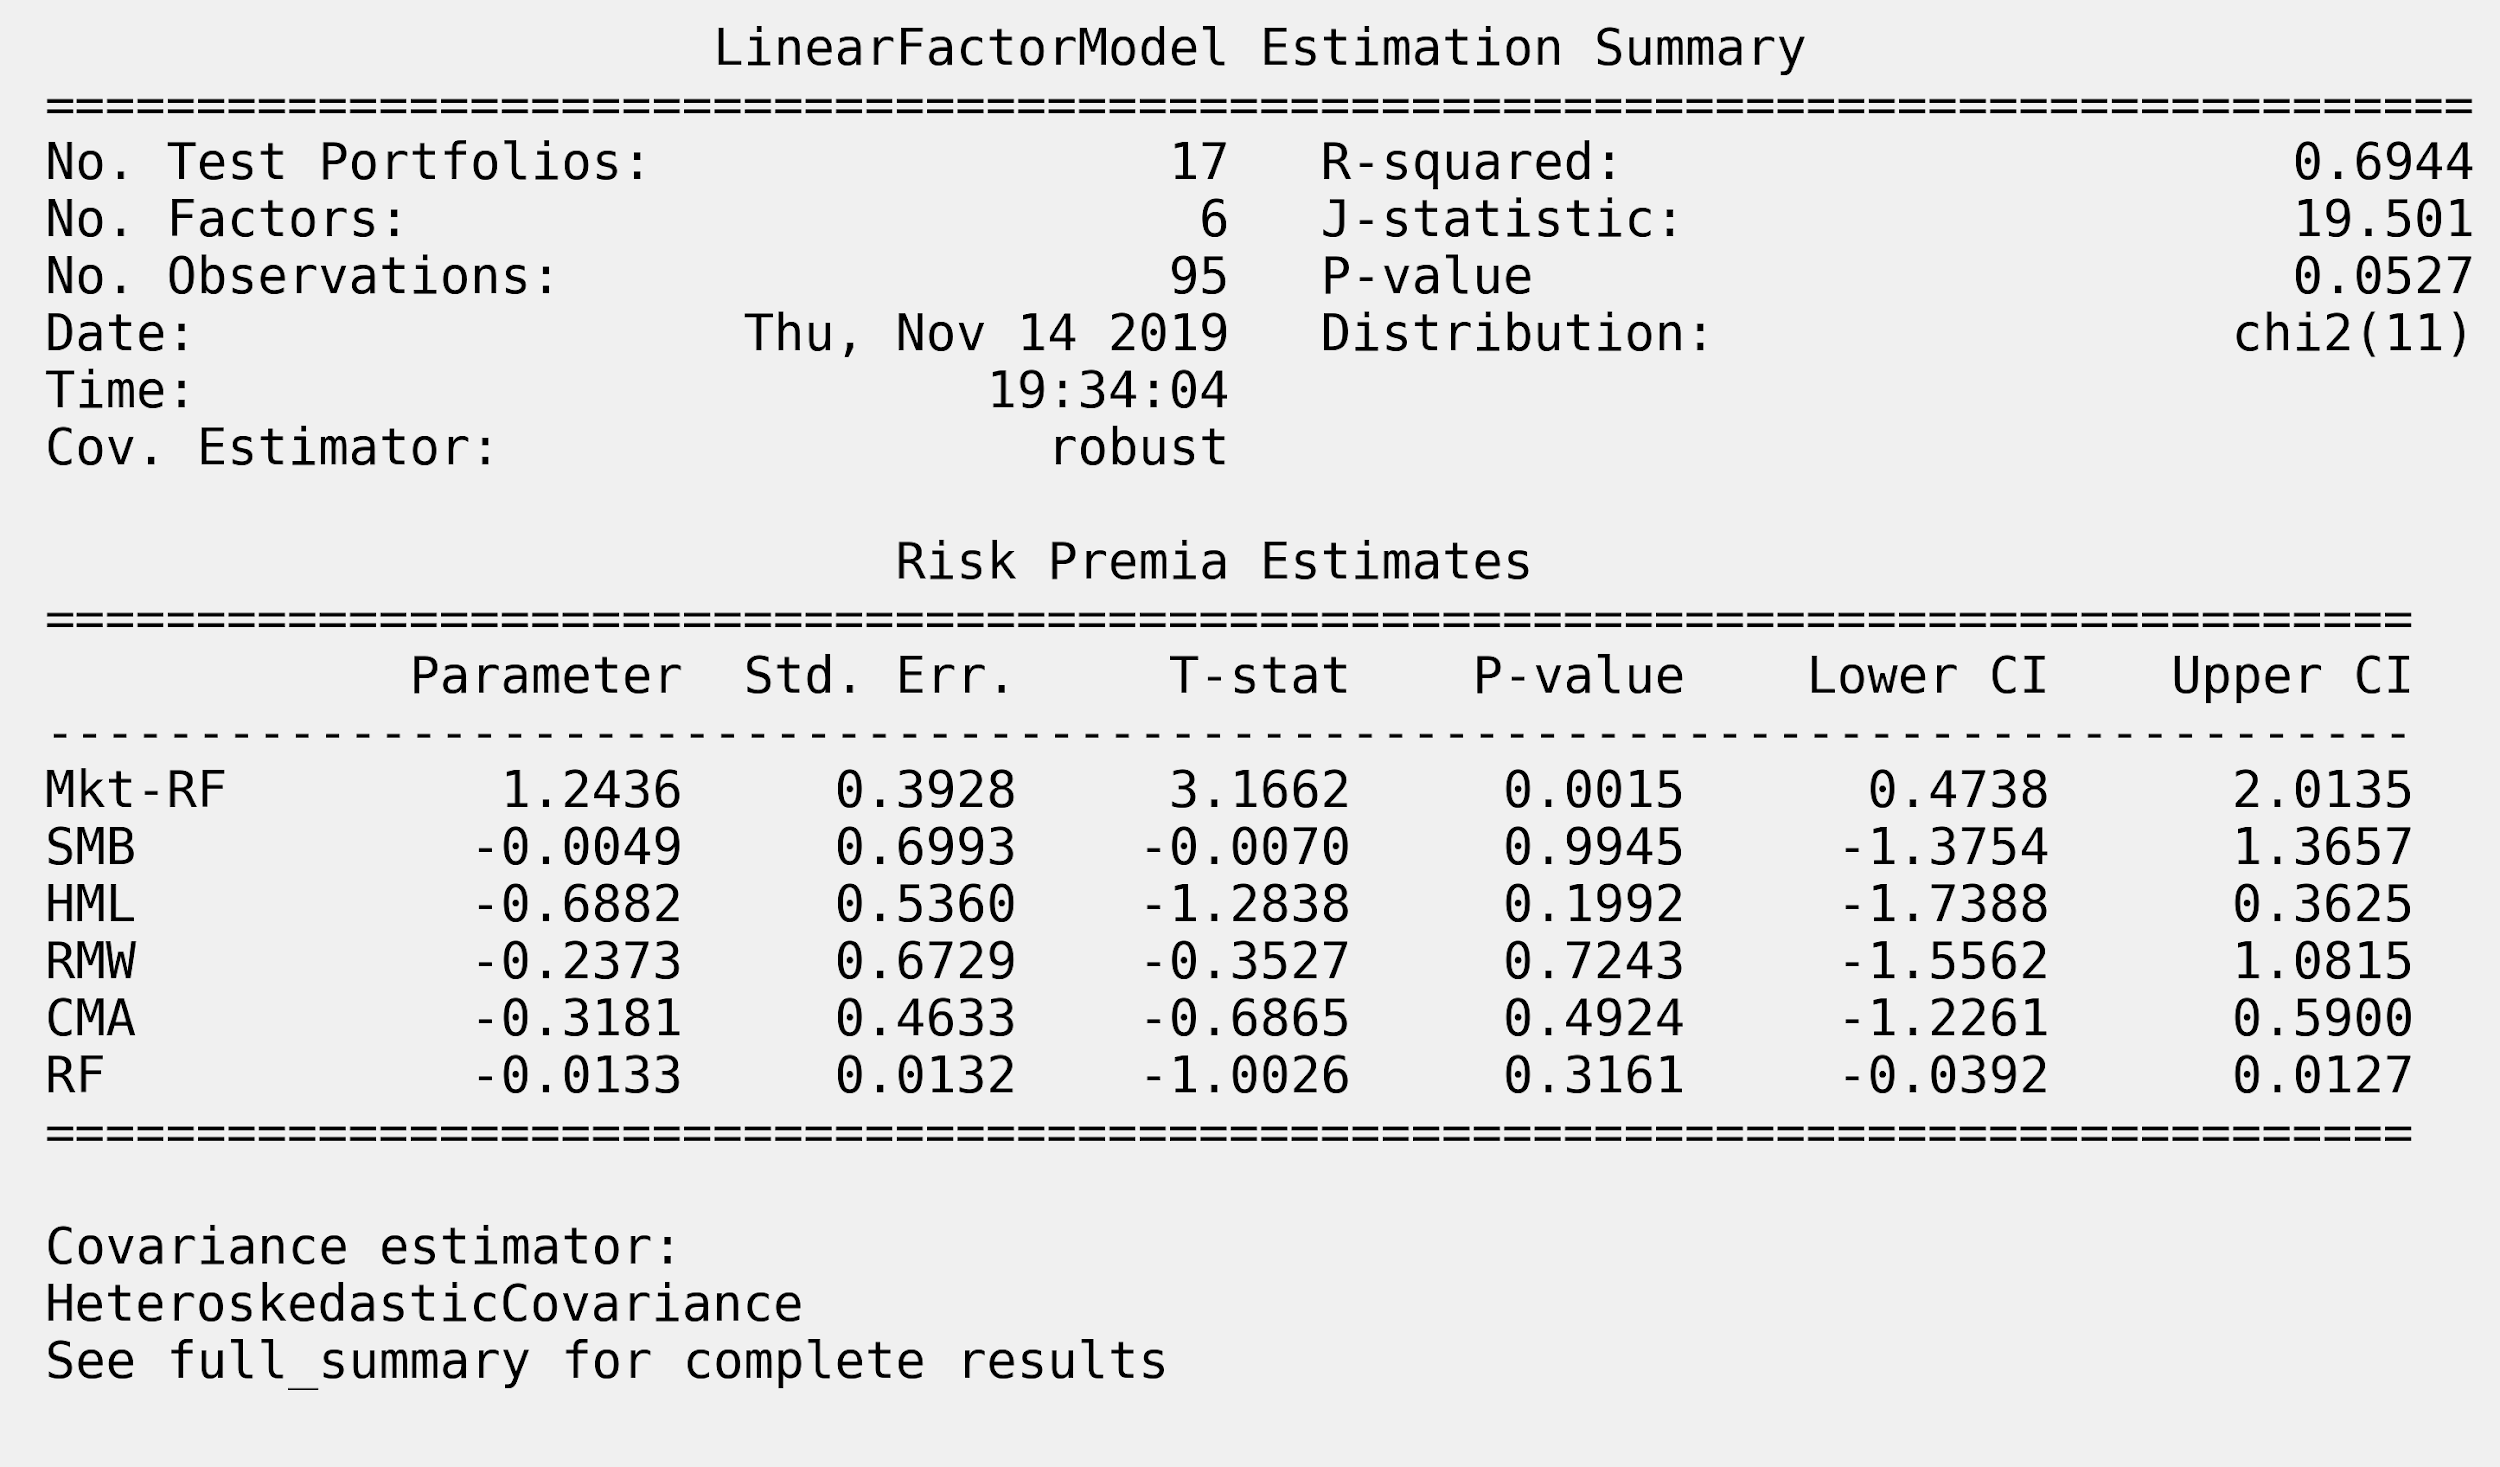 LinearFactorModel Estimation Summary
================================================================================
No. Test Portfolios:                 17   R-squared:                      0.6944
No. Factors:                          6   J-statistic:                    19.501
No. Observations:                    95   P-value                         0.0527
Date:                  Thu, Nov 14 2019   Distribution:                 chi2(11)
Time:                          19:34:04
Cov. Estimator:                  robust
Risk Premia Estimates
==============================================================================
            Parameter  Std. Err.     T-stat    P-value    Lower CI    Upper CI
------------------------------------------------------------------------------
Mkt-RF         1.2436     0.3928     3.1662     0.0015      0.4738      2.0135
SMB           -0.0049     0.6993    -0.0070     0.9945     -1.3754      1.3657
HML           -0.6882     0.5360    -1.2838     0.1992     -1.7388      0.3625
RMW           -0.2373     0.6729    -0.3527     0.7243     -1.5562      1.0815
CMA           -0.3181     0.4633    -0.6865     0.4924     -1.2261      0.5900
RF            -0.0133     0.0132    -1.0026     0.3161     -0.0392      0.0127
==============================================================================
Covariance estimator:
HeteroskedasticCovariance
See full_summary for complete results